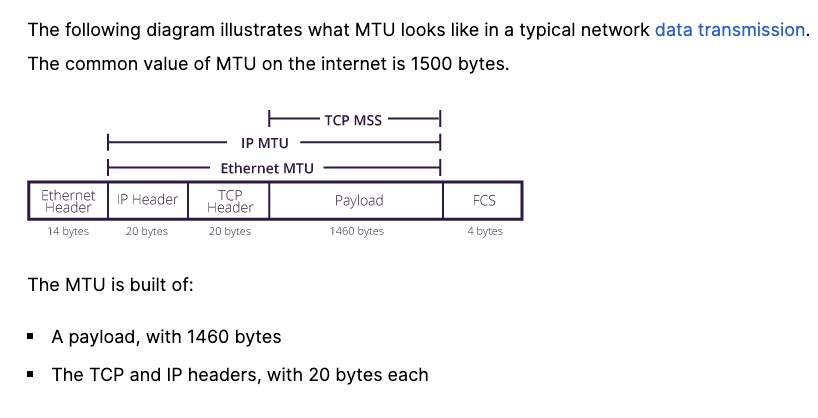 The following diagram illustrates what MTU looks like in a typical network data transmission.
The common value of MTU on the internet is 1500 bytes.
TCP MSS
IP MTU
Ethernet MTU
Ethernet Header
IP Header
TCP Header
Payload
FCS
14 bytes
20 bytes
20 bytes
1460 bytes
4 bytes
The MTU is built of:
▪ A payload, with 1460 bytes
▪ The TCP and IP headers, with 20 bytes each